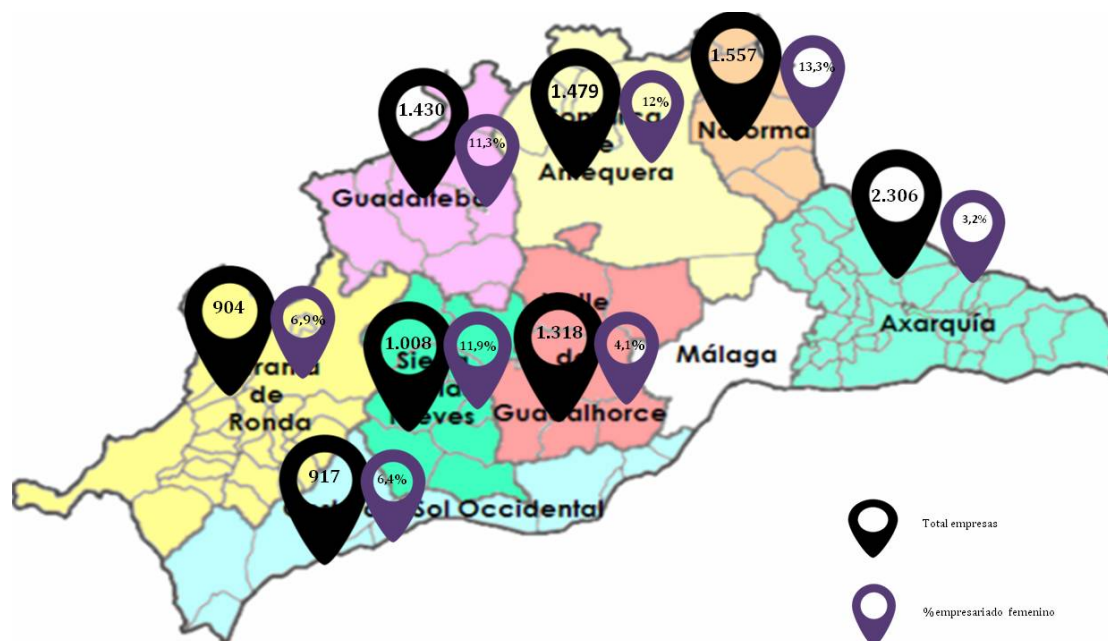 1.557
13,3%
1.479
12%
1.430
11,3%
Guadalteba
Antequera
2.306
3,2%
904
6,9%
1.008
11,9%
1.318
4,1%
Málaga
Axarquía
de
Ronda
Guadalhorce
917
6,4%
Sol Occidental
Total empresas
% empresariado femenino